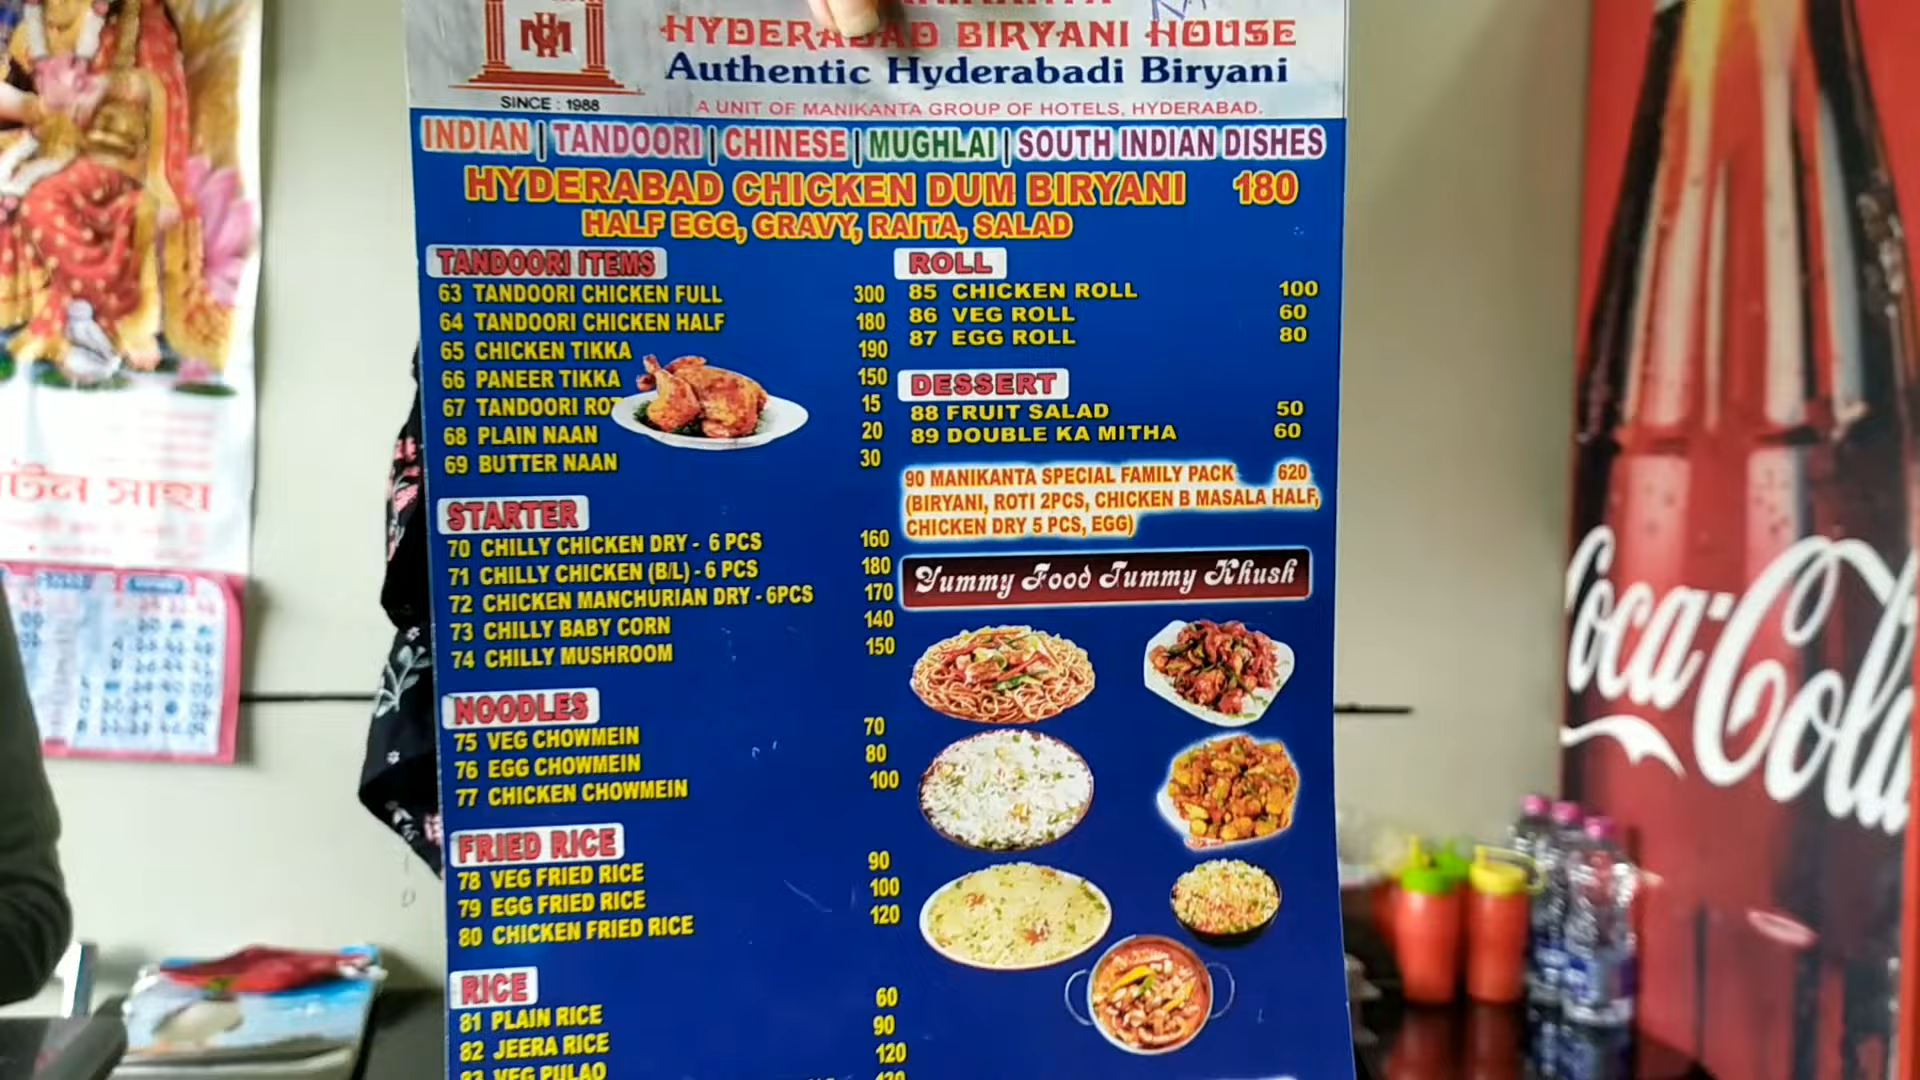 HYDERABAD BIRYANI HOUSE
Authentic Hyderabadi Biryani
SINCE : 1988
A UNIT OF MANIKANTA GROUP OF HOTELS, HYDERABAD.
INDIAN | TANDOORI | CHINESE | MUGHLAI | SOUTH INDIAN DISHES
HYDERABAD CHICKEN DUM BIRYANI 180
HALF EGG, GRAVY, RAITA, SALAD
TANDOORI ITEMS
63 TANDOORI CHICKEN FULL 300
64 TANDOORI CHICKEN HALF 180
65 CHICKEN TIKKA 190
66 PANEER TIKKA 150
67 TANDOORI 15
68 PLAIN NAAN 20
69 BUTTER NAAN 30
STARTER
70 CHILLY CHICKEN DRY - 6 PCS 160
71 CHILLY CHICKEN (B/L) - 6 PCS 180
72 CHICKEN MANCHURIAN DRY - 6PCS 170
73 CHILLY BABY CORN 140
74 CHILLY MUSHROOM 150
NOODLES
75 VEG CHOWMEIN 70
76 EGG CHOWMEIN 80
77 CHICKEN CHOWMEIN 100
FRIED RICE
78 VEG FRIED RICE 90
79 EGG FRIED RICE 100
80 CHICKEN FRIED RICE 120
RICE
81 PLAIN RICE 60
82 JEERA RICE 90
83 VEG PULAO 120
ROLL
85 CHICKEN ROLL 100
86 VEG ROLL 60
87 EGG ROLL 80
DESSERT
88 FRUIT SALAD 50
89 DOUBLE KA MITHA 60
90 MANIKANTA SPECIAL FAMILY PACK 620
(BIRYANI, ROTI 2PCS, CHICKEN B MASALA HALF,
CHICKEN DRY 5 PCS, EGG)
Yummy Food Tummy Khush
সাহা
Coca-Cola